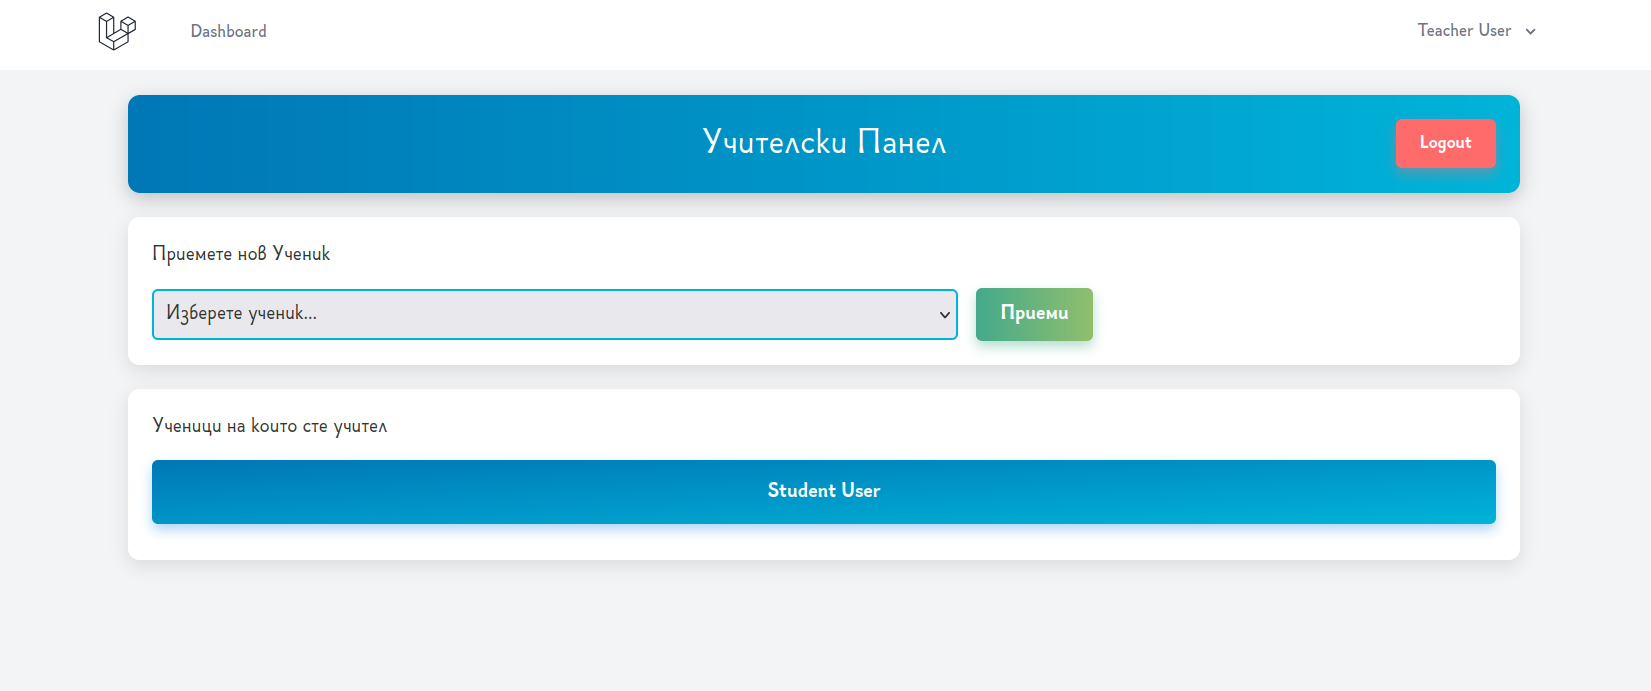 Dashboard
Teacher User
Учителски Панел
Logout
Приемете нов Ученик
Изберете ученик...
Приеми
Ученици на които сте учител
Student User